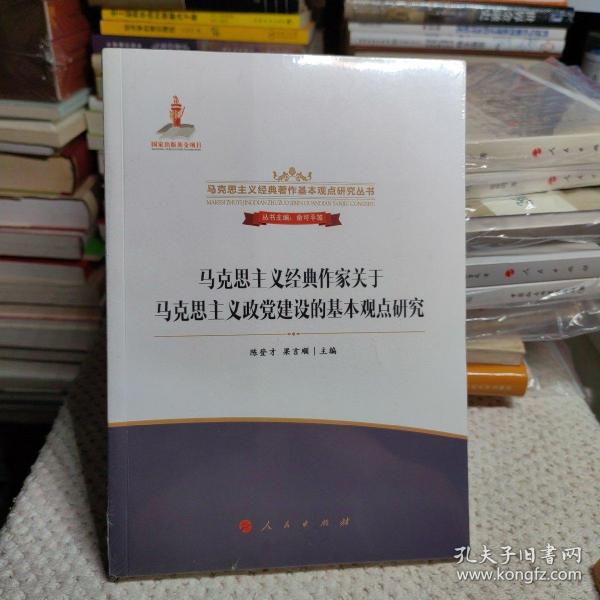 国家出版基金项目
马克思主义经典著作基本观点研究丛书
MAKESI ZHUYI JINGDIAN ZHUZUO JIBEN GUANDIAN YANJIU CONGSHU
丛书主编：俞可平等
马克思主义经典作家关于
马克思主义政党建设的基本观点研究
陈登才 梁言顺 | 主编
人民出版社
孔夫子旧书网
www.kongfz.com